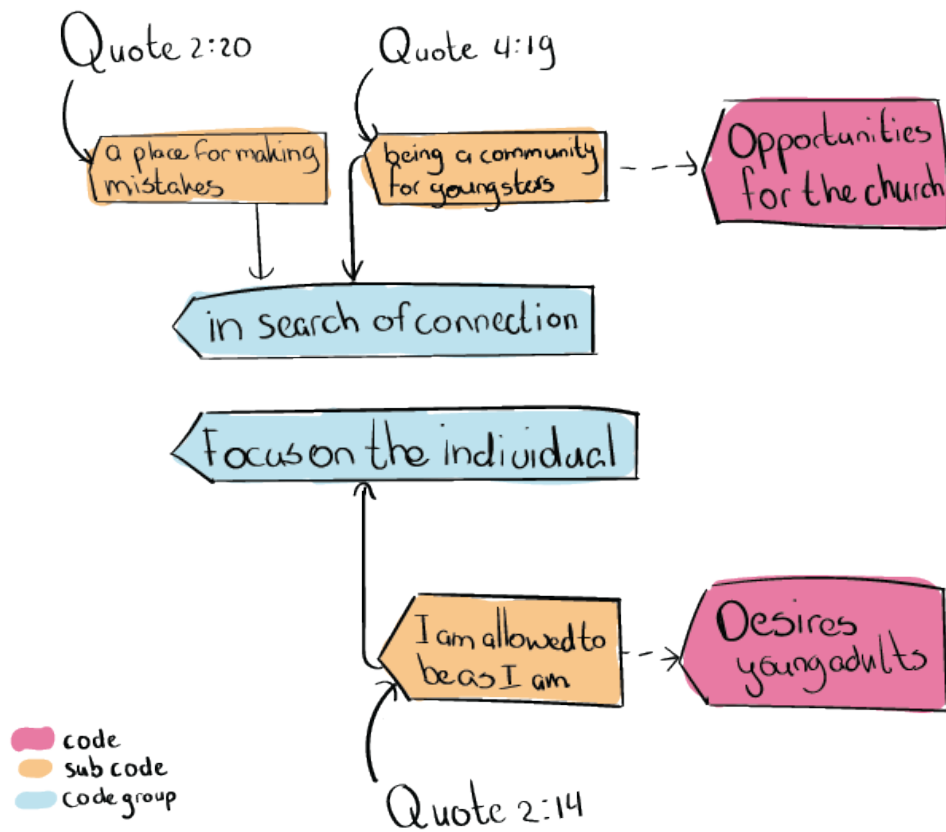 Quote 2:20
Quote 4:19
a place for making
mistakes
being a community
for youngsters
Opportunities
for the church
in search of connection
Focus on the individual
I am allowed to
be as I am
Desires
young adults
Quote 2:14
code
sub code
code group